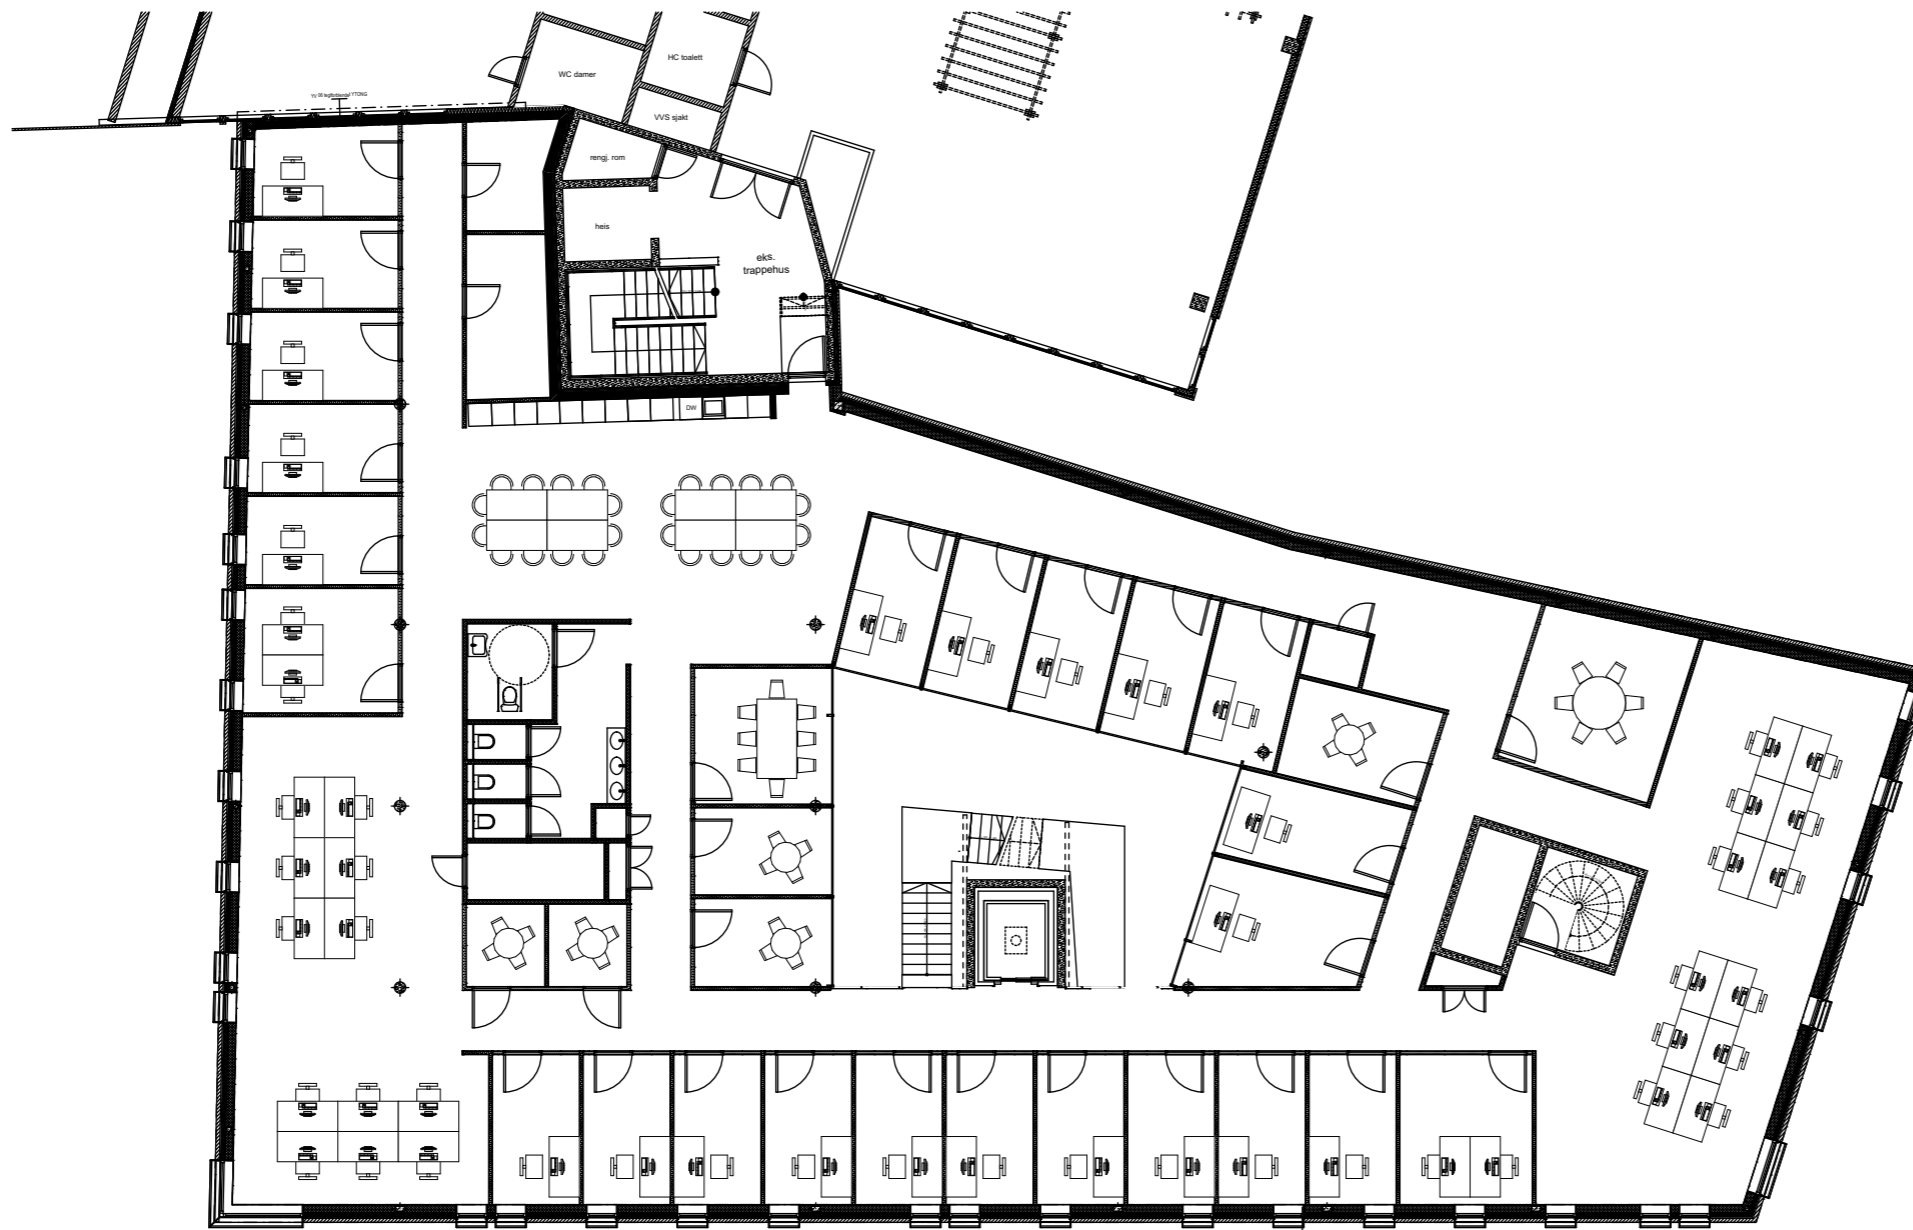 HC toalett
WC damer
VVS sjakt
rengj. rom
heis
eks.
trappehus
DW